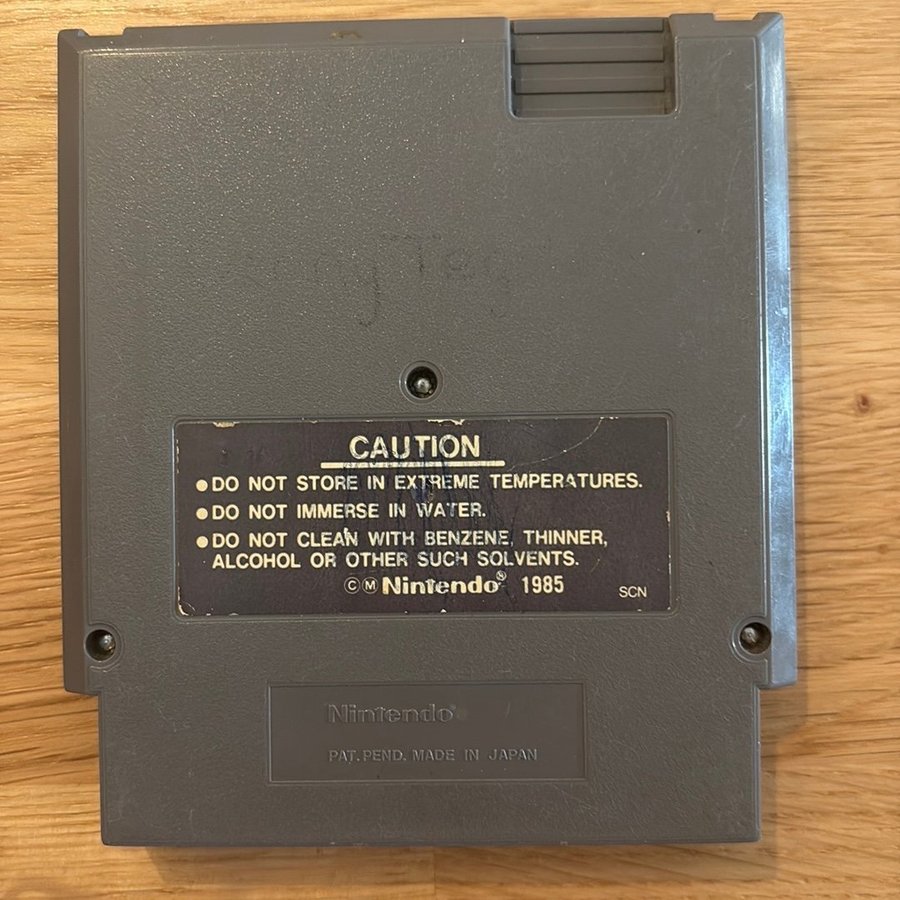 CAUTION
●DO NOT STORE IN EXTREME TEMPERATURES.
●DO NOT IMMERSE IN WATER.
●DO NOT CLEAN WITH BENZENE, THINNER,
ALCOHOL OR OTHER SUCH SOLVENTS.
©Ⓜ Nintendo® 1985
SCN
Nintendo®
PAT. PEND. MADE IN JAPAN